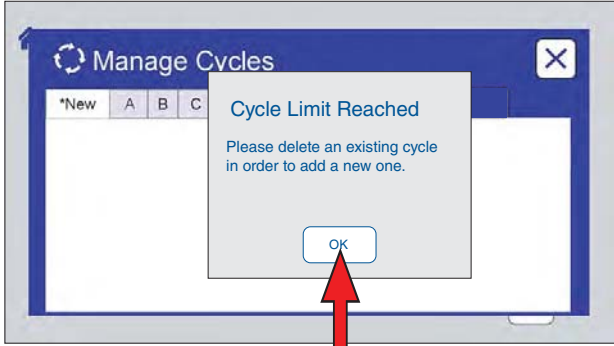 Manage Cycles
*New A B C
Cycle Limit Reached
Please delete an existing cycle
in order to add a new one.
OK